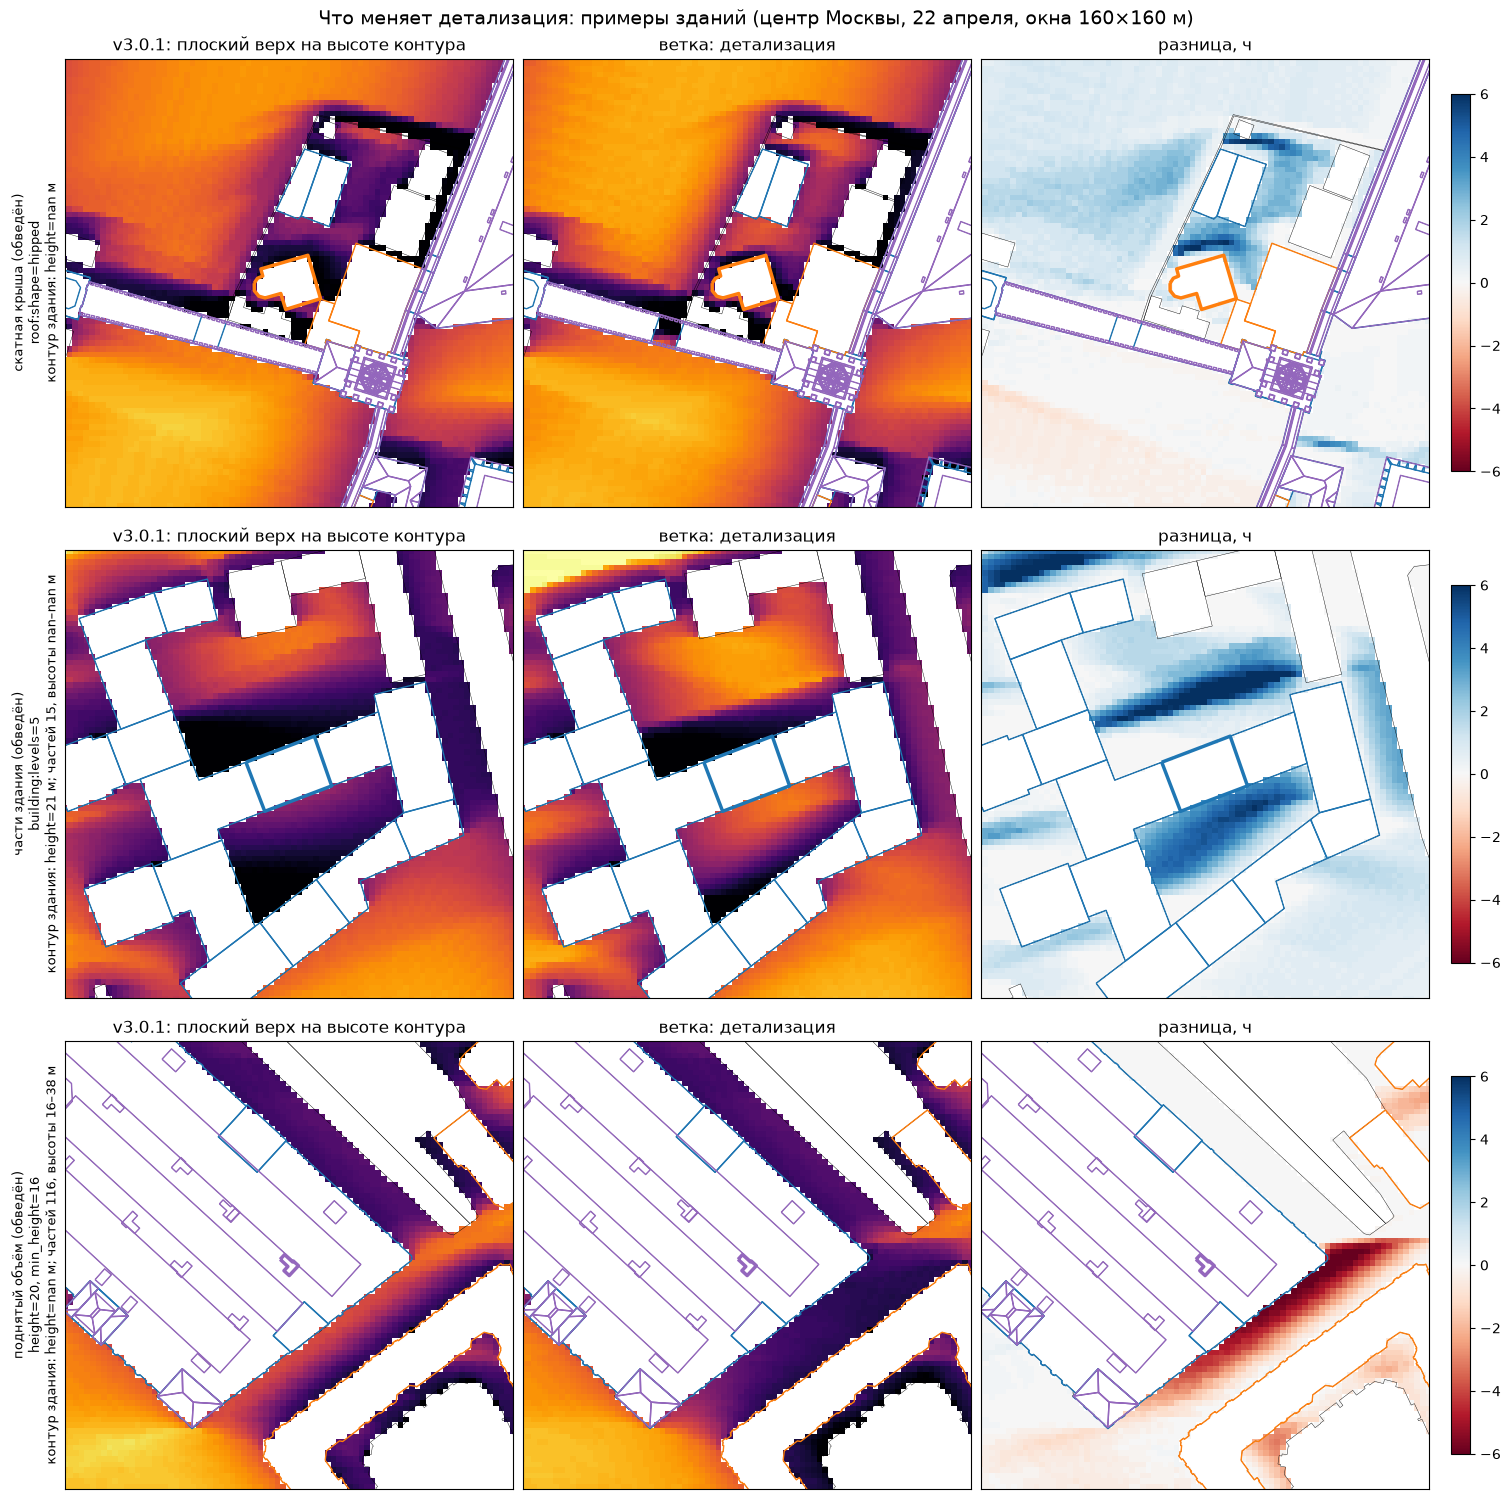 Что меняет детализация: примеры зданий (центр Москвы, 22 апреля, окна 160×160 м)
v3.0.1: плоский верх на высоте контура
ветка: детализация
разница, ч
скатная крыша (обведён)
roof:shape=hipped
контур здания: height=nan м
6
4
2
0
−2
−4
−6
v3.0.1: плоский верх на высоте контура
ветка: детализация
разница, ч
части здания (обведён)
building:levels=5
контур здания: height=21 м; частей 15, высоты nan–nan м
6
4
2
0
−2
−4
−6
v3.0.1: плоский верх на высоте контура
ветка: детализация
разница, ч
поднятый объём (обведён)
height=20, min_height=16
контур здания: height=nan м; частей 116, высоты 16–38 м
6
4
2
0
−2
−4
−6